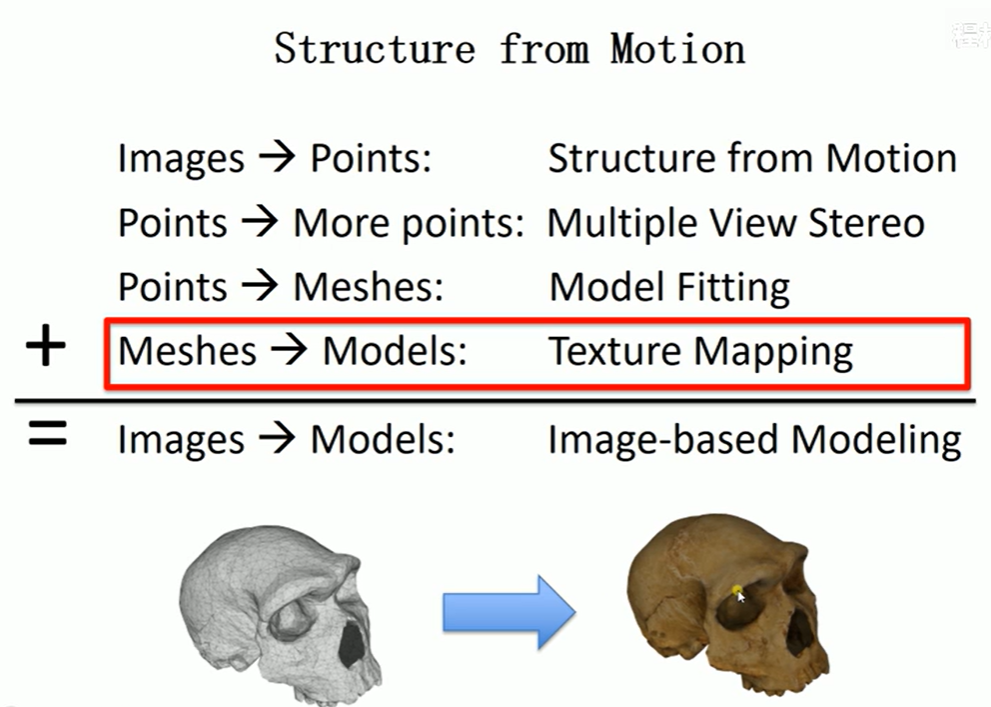 Structure from Motion
Images → Points: Structure from Motion
Points → More points: Multiple View Stereo
Points → Meshes: Model Fitting
+ Meshes → Models: Texture Mapping
= Images → Models: Image-based Modeling